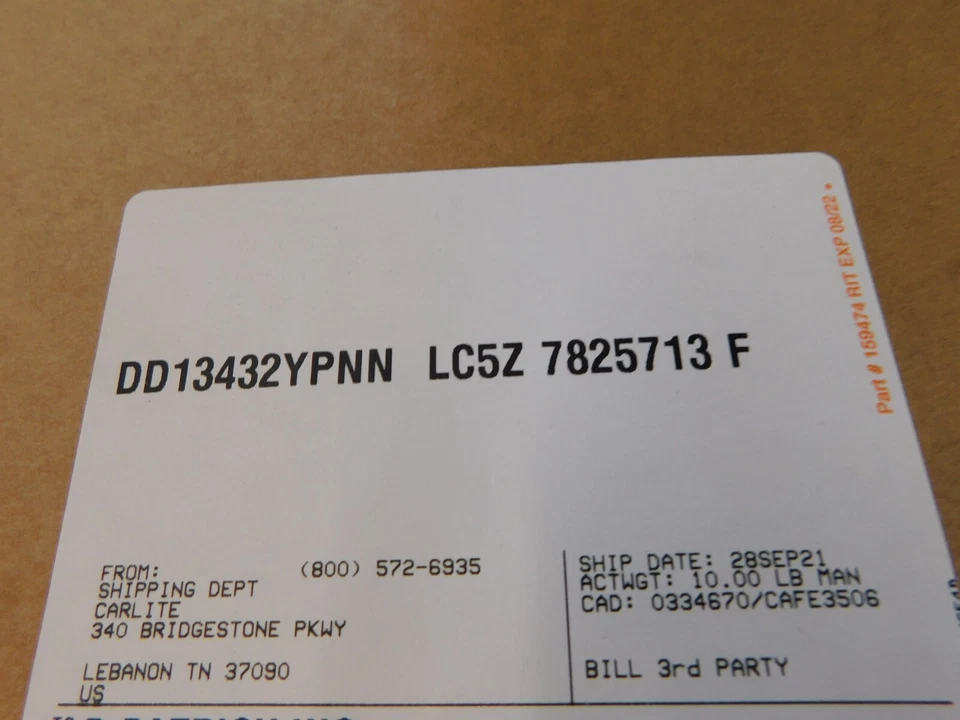 DD13432YPNN LC5Z 7825713 F
Part # 159474 RIT EXP 08/22
FROM: (800) 572-6935
SHIPPING DEPT
CARLITE
340 BRIDGESTONE PKWY
LEBANON TN 37090
US
SHIP DATE: 28SEP21
ACTWGT: 10.00 LB MAN
CAD: 0334670/CAFE3506
BILL 3rd PARTY